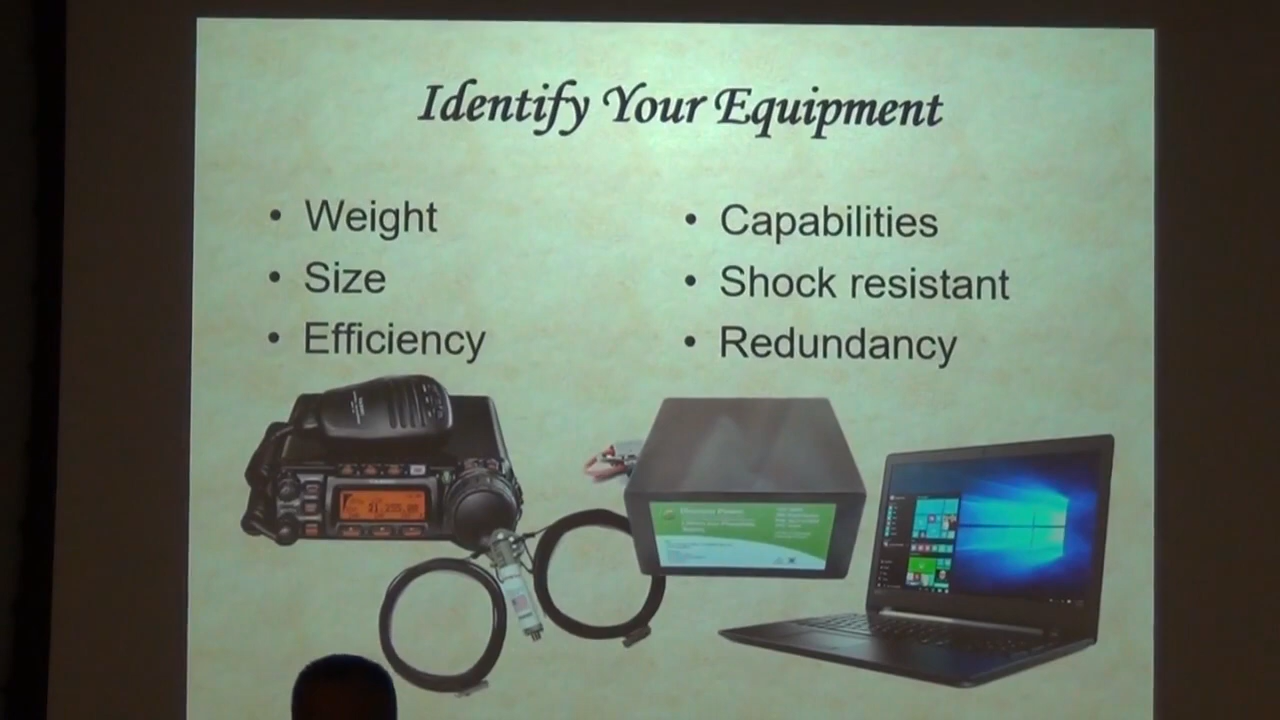 Identify Your Equipment
• Weight
• Size
• Efficiency
• Capabilities
• Shock resistant
• Redundancy